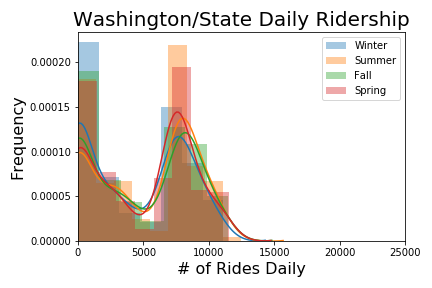 Washington/State Daily Ridership
Frequency
0.00020
0.00015
0.00010
0.00005
0.00000
Winter
Summer
Fall
Spring
0
5000
10000
15000
20000
25000
# of Rides Daily